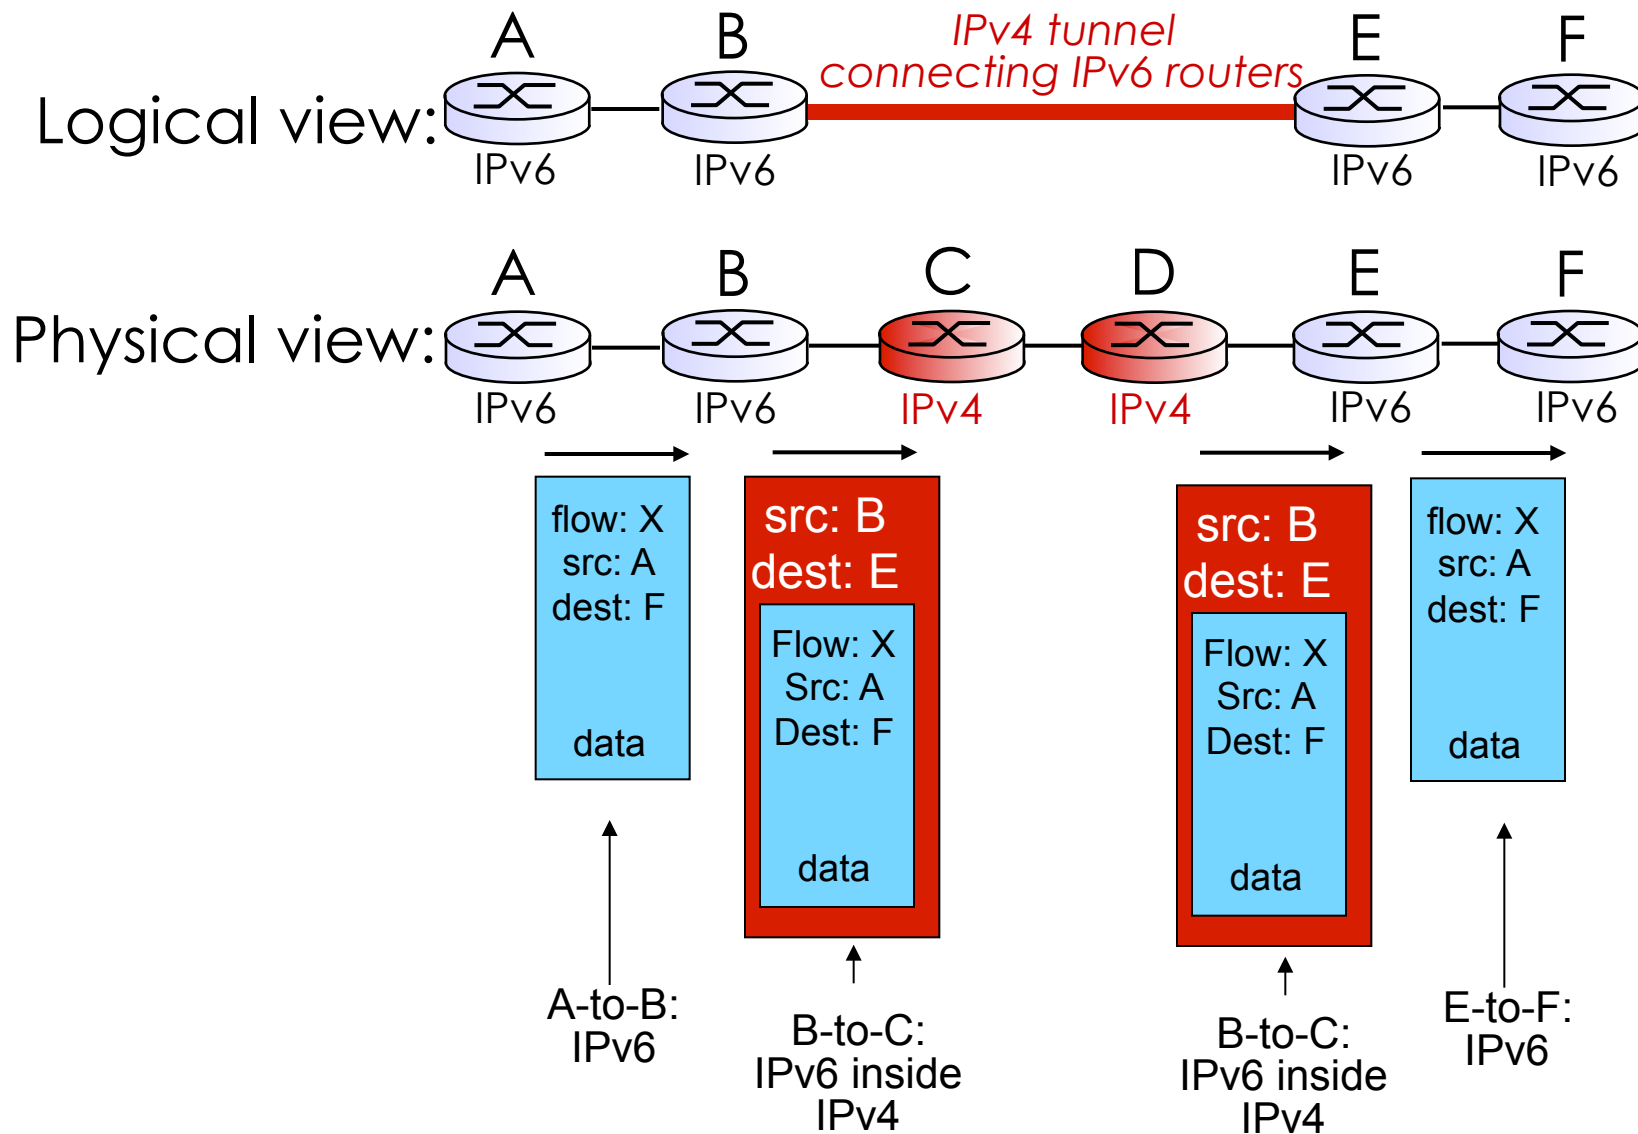 A
B
IPv4 tunnel
connecting IPv6 routers
E
F
Logical view:
IPv6
IPv6
IPv6
IPv6
A
B
C
D
E
F
Physical view:
IPv6
IPv6
IPv4
IPv4
IPv6
IPv6
flow: X
src: A
dest: F
data
src: B
dest: E
Flow: X
Src: A
Dest: F
data
src: B
dest: E
Flow: X
Src: A
Dest: F
data
flow: X
src: A
dest: F
data
A-to-B:
IPv6
B-to-C:
IPv6 inside
IPv4
B-to-C:
IPv6 inside
IPv4
E-to-F:
IPv6